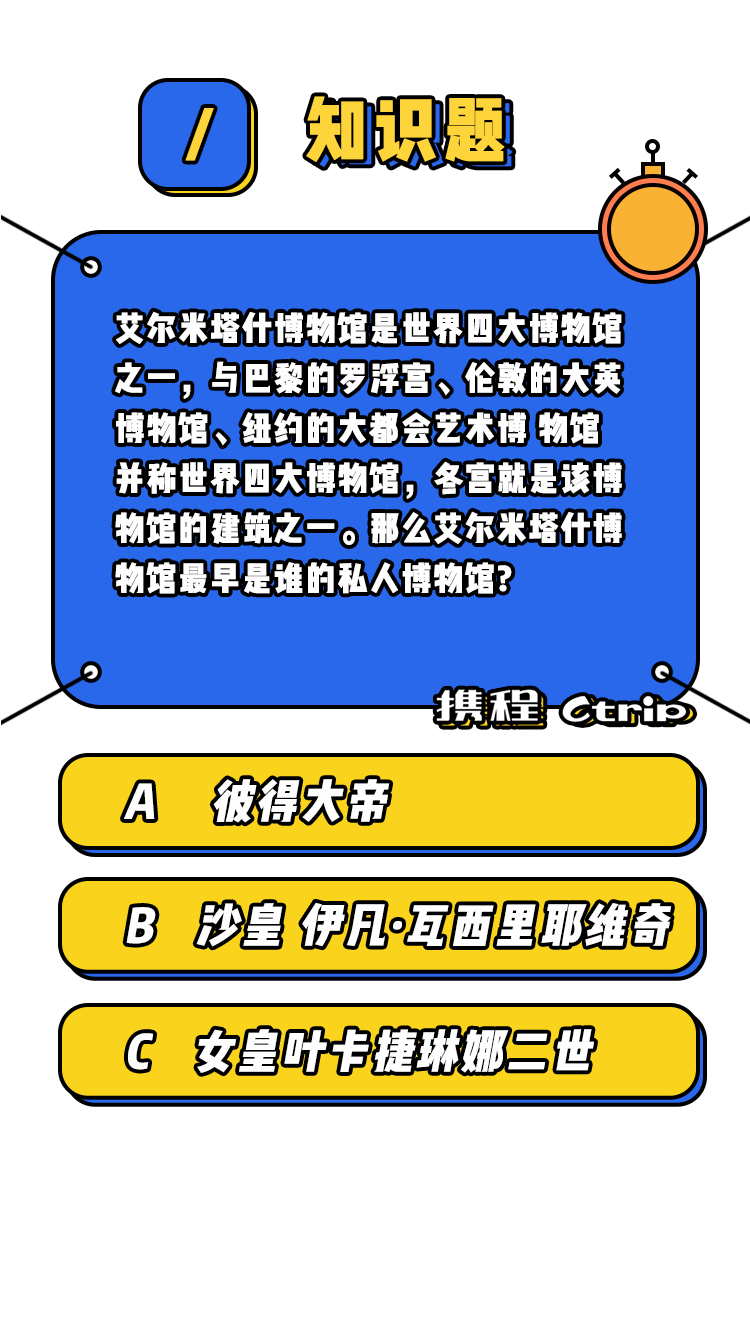 / 知识题
艾尔米塔什博物馆是世界四大博物馆
之一，与巴黎的罗浮宫、伦敦的大英
博物馆、纽约的大都会艺术博 物馆
并称世界四大博物馆，冬宫就是该博
物馆的建筑之一。那么艾尔米塔什博
物馆最早是谁的私人博物馆？
携程 Ctrip
A 彼得大帝
B 沙皇 伊凡·瓦西里耶维奇
C 女皇叶卡捷琳娜二世